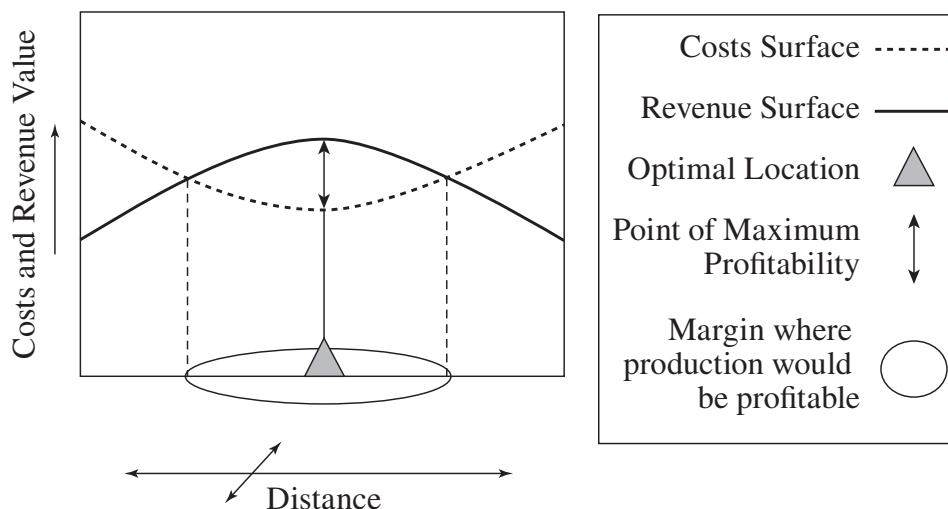 Costs and Revenue Value
Distance
Costs Surface
Revenue Surface
Optimal Location
Point of Maximum
Profitability
Margin where
production would
be profitable